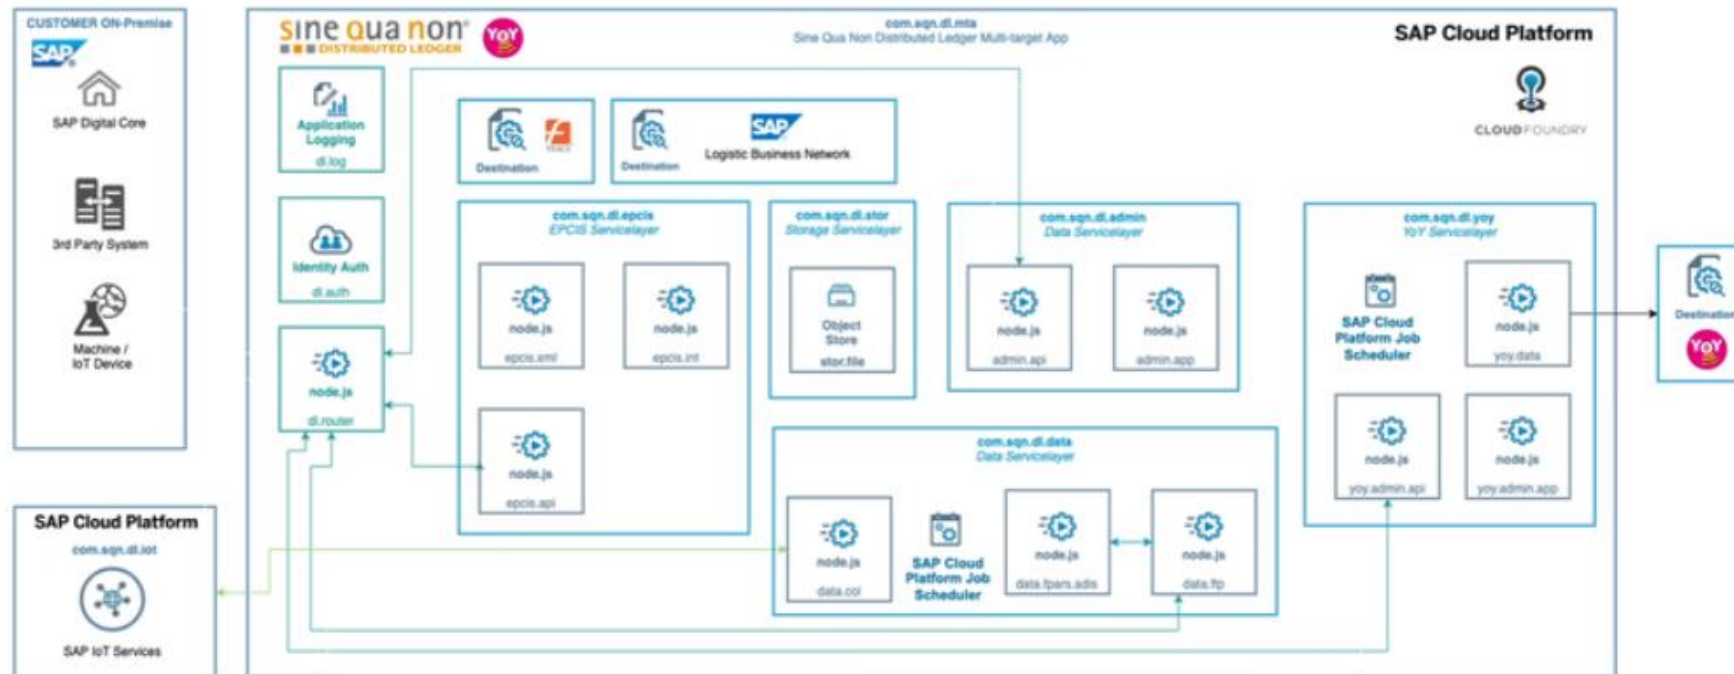 CUSTOMER ON-Premise
SAP
SAP Digital Core
3rd Party System
Machine /
IoT Device
SAP Cloud Platform
com.sqn.dl.iot
SAP IoT Services
sine qua non®
DISTRIBUTED LEDGER
YOY
com.sqn.dl.mta
Sine Qua Non Distributed Ledger Multi-target App
SAP Cloud Platform
CLOUD FOUNDRY
Application
Logging
dl.log
Identity Auth
dl.auth
node.js
dl.router
Destination
Destination
SAP
Logistic Business Network
com.sqn.dl.epcis
EPCIS Servicelayer
node.js
epcis.xml
node.js
epcis.int
node.js
epcis.api
com.sqn.dl.stor
Storage Servicelayer
Object
Store
stor.file
com.sqn.dl.admin
Data Servicelayer
node.js
admin.api
node.js
admin.app
com.sqn.dl.data
Data Servicelayer
node.js
data.col
SAP Cloud
Platform Job
Scheduler
node.js
data.fpars.adis
node.js
data.ftp
com.sqn.dl.yoy
YoY Servicelayer
SAP Cloud
Platform Job
Scheduler
node.js
yoy.data
node.js
yoy.admin.api
node.js
yoy.admin.app
Destination
YOY